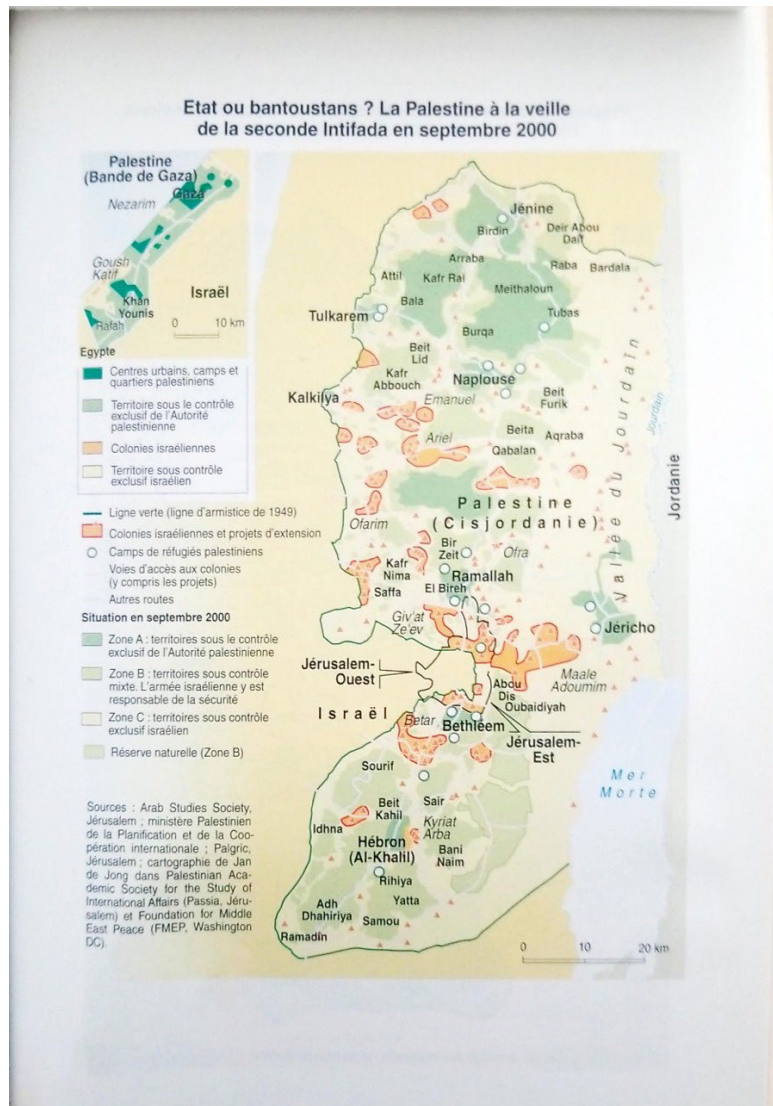 Etat ou bantoustans ? La Palestine à la veille
de la seconde Intifada en septembre 2000
Palestine
(Bande de Gaza)
Gaza
Nezarim
Goush
Katif
Israël
Khan
Younis
Rafah
0 10 km
Egypte
Centres urbains, camps et
quartiers palestiniens
Territoire sous le contrôle
exclusif de l'Autorité
palestinienne
Colonies israéliennes
Territoire sous contrôle
exclusif israélien
Ligne verte (ligne d'armistice de 1949)
Colonies israéliennes et projets d'extension
Camps de réfugiés palestiniens
Voies d'accès aux colonies
(y compris les projets)
Autres routes
Situation en septembre 2000
Zone A : territoires sous le contrôle
exclusif de l'Autorité palestinienne
Zone B : territoires sous contrôle
mixte. L'armée israélienne y est
responsable de la sécurité
Zone C : territoires sous contrôle
exclusif israélien
Réserve naturelle (Zone B)
Sources : Arab Studies Society,
Jérusalem ; ministère Palestinien
de la Planification et de la Coo-
pération internationale ; Palgric,
Jérusalem ; cartographie de Jan
de Jong dans Palestinian Aca-
demic Society for the Study of
International Affairs (Passia, Jéru-
salem) et Foundation for Middle
East Peace (FMEP, Washington
DC).
Jénine
Birdin
Deir Abou
Daif
Arraba
Raba
Bardala
Attil
Kafr Rai
Meithaloun
Bala
Tulkarem
Tubas
Burqa
Beit
Lid
Kafr
Abbouch
Naplouse
Kalkilya
Emanuel
Beit
Furik
Ariel
Beita
Aqraba
Qabalan
Vallée du Jourdain
Jourdain
Jordanie
Palestine
(Cisjordanie)
Ofarim
Bir
Zeit
Ofra
Kafr
Nima
Ramallah
Saffa
El Bireh
Giv'at
Ze'ev
Jéricho
Jérusalem-
Ouest
Maale
Adoumim
Abou
Dis
Oubaidiyah
Israël
Betar
Bethléem
Jérusalem-
Est
Sourif
Mer
Morte
Beit
Kahil
Sair
Idhna
Kyriat
Arba
Hébron
(Al-Khalil)
Bani
Naim
Rihiya
Yatta
Adh
Dhahiriya
Samou
Ramadin
0 10 20 km